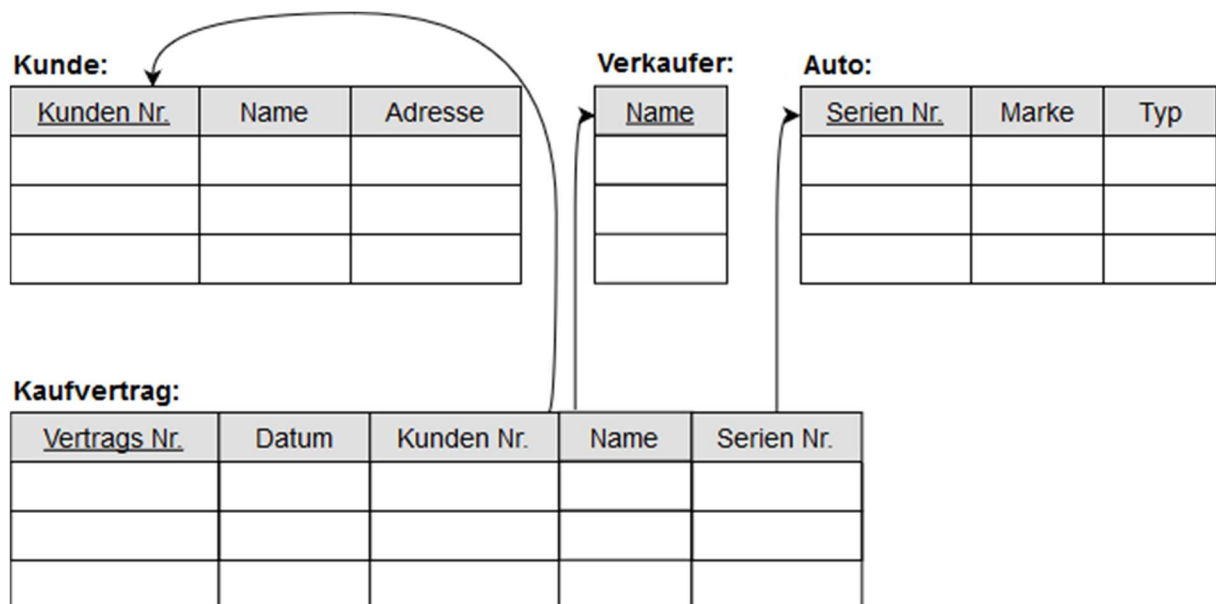 Kunde: Verkaufer: Auto:
Kunden Nr. Name Adresse Name Serien Nr. Marke Typ
Kaufvertrag:
Vertrags Nr. Datum Kunden Nr. Name Serien Nr.